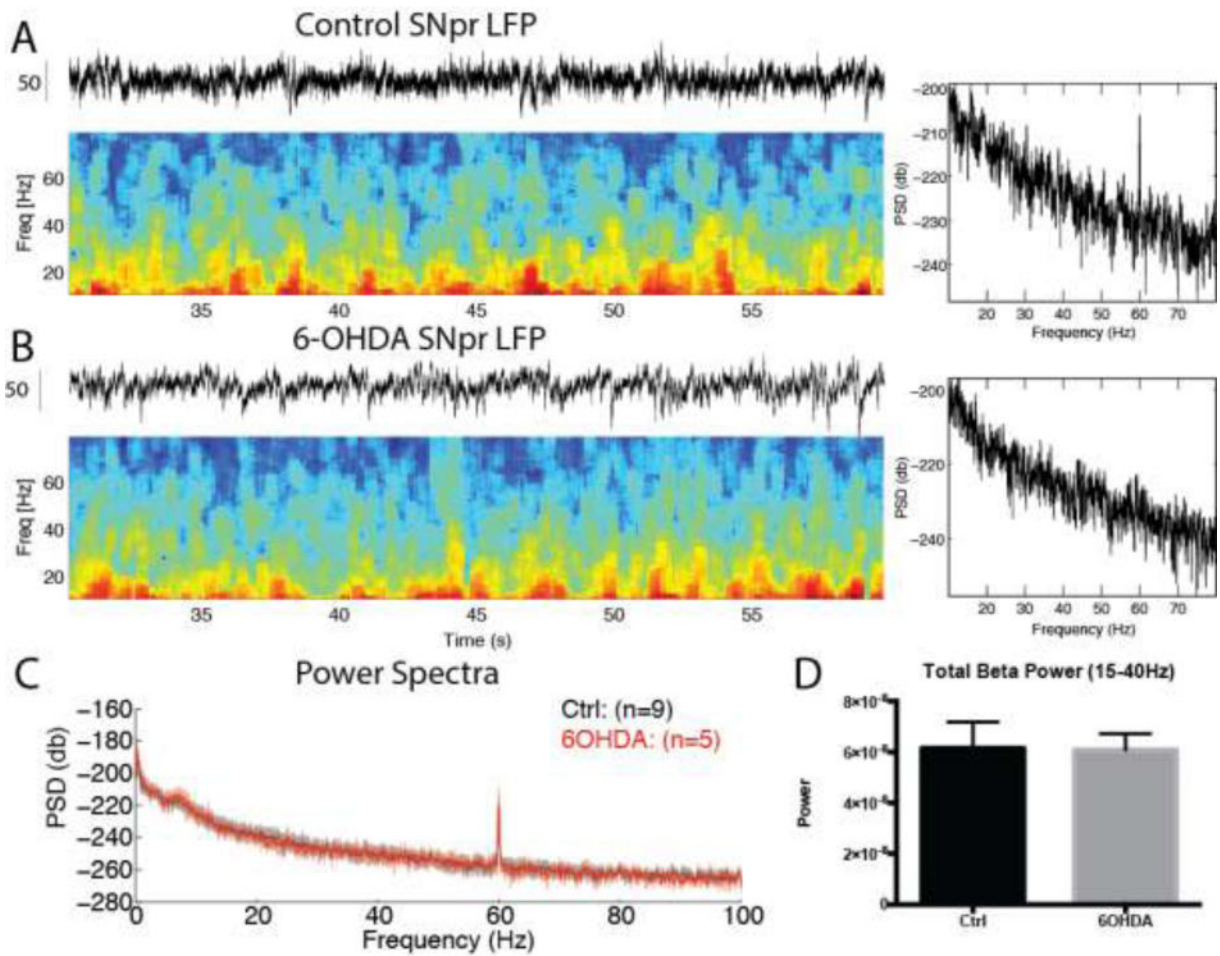 A
Control SNpr LFP
50
Freq [Hz]
60
40
20
35
40
45
50
55
PSD (db)
−200
−210
−220
−230
−240
20
30
40
50
60
70
Frequency (Hz)
B
6-OHDA SNpr LFP
50
Freq [Hz]
60
40
20
35
40
45
50
55
Time (s)
PSD (db)
−200
−220
−240
20
30
40
50
60
70
Frequency (Hz)
C
Power Spectra
Ctrl: (n=9)
6OHDA: (n=5)
PSD (db)
−160
−180
−200
−220
−240
−260
−280
0
20
40
60
80
100
Frequency (Hz)
D
Total Beta Power (15-40Hz)
Power
0
Ctrl
6OHDA